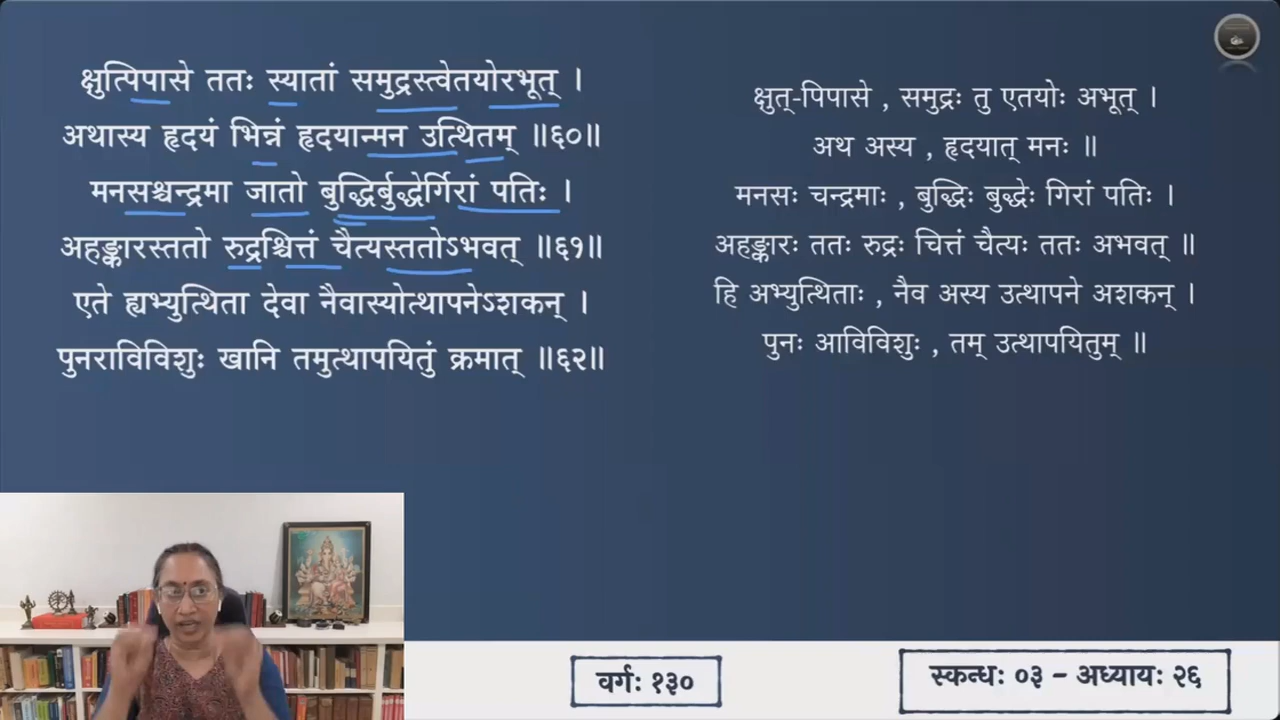 क्षुत्पिपासे ततः स्यातां समुद्रस्त्वेतयोरभूत् ।
अथास्य हृदयं भिन्नं हृदयान्मन उत्थितम् ॥६०॥
मनसश्चन्द्रमा जातो बुद्धिर्बुद्धेर्गिरां पतिः ।
अहङ्कारस्ततो रुद्रश्चित्तं चैत्यस्ततोऽभवत् ॥६१॥
एते ह्यभ्युत्थिता देवा नैवास्योत्थापनेऽशकन् ।
पुनराविविशुः खानि तमुत्थापयितुं क्रमात् ॥६२॥
क्षुत्-पिपासे , समुद्रः तु एतयोः अभूत् ।
अथ अस्य , हृदयात् मनः ॥
मनसः चन्द्रमाः , बुद्धिः बुद्धेः गिरां पतिः ।
अहङ्कारः ततः रुद्रः चित्तं चैत्यः ततः अभवत् ॥
हि अभ्युत्थिताः , नैव अस्य उत्थापने अशकन् ।
पुनः आविविशुः , तम् उत्थापयितुम् ॥
वर्गः १३०
स्कन्धः ०३ - अध्यायः २६